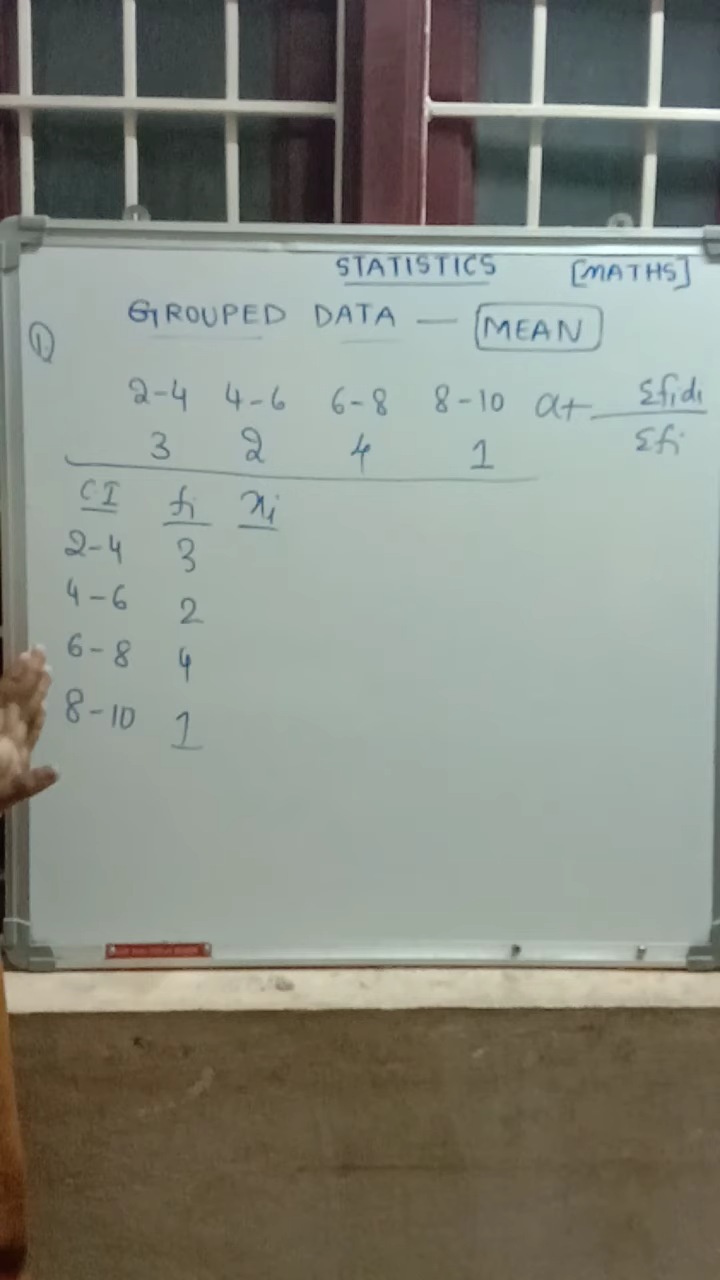 STATISTICS [MATHS]
GROUPED DATA — MEAN
①
2-4 4-6 6-8 8-10 a+ Σfidi / Σfi
3 2 4 1
CI fi xi
2-4 3
4-6 2
6-8 4
8-10 1